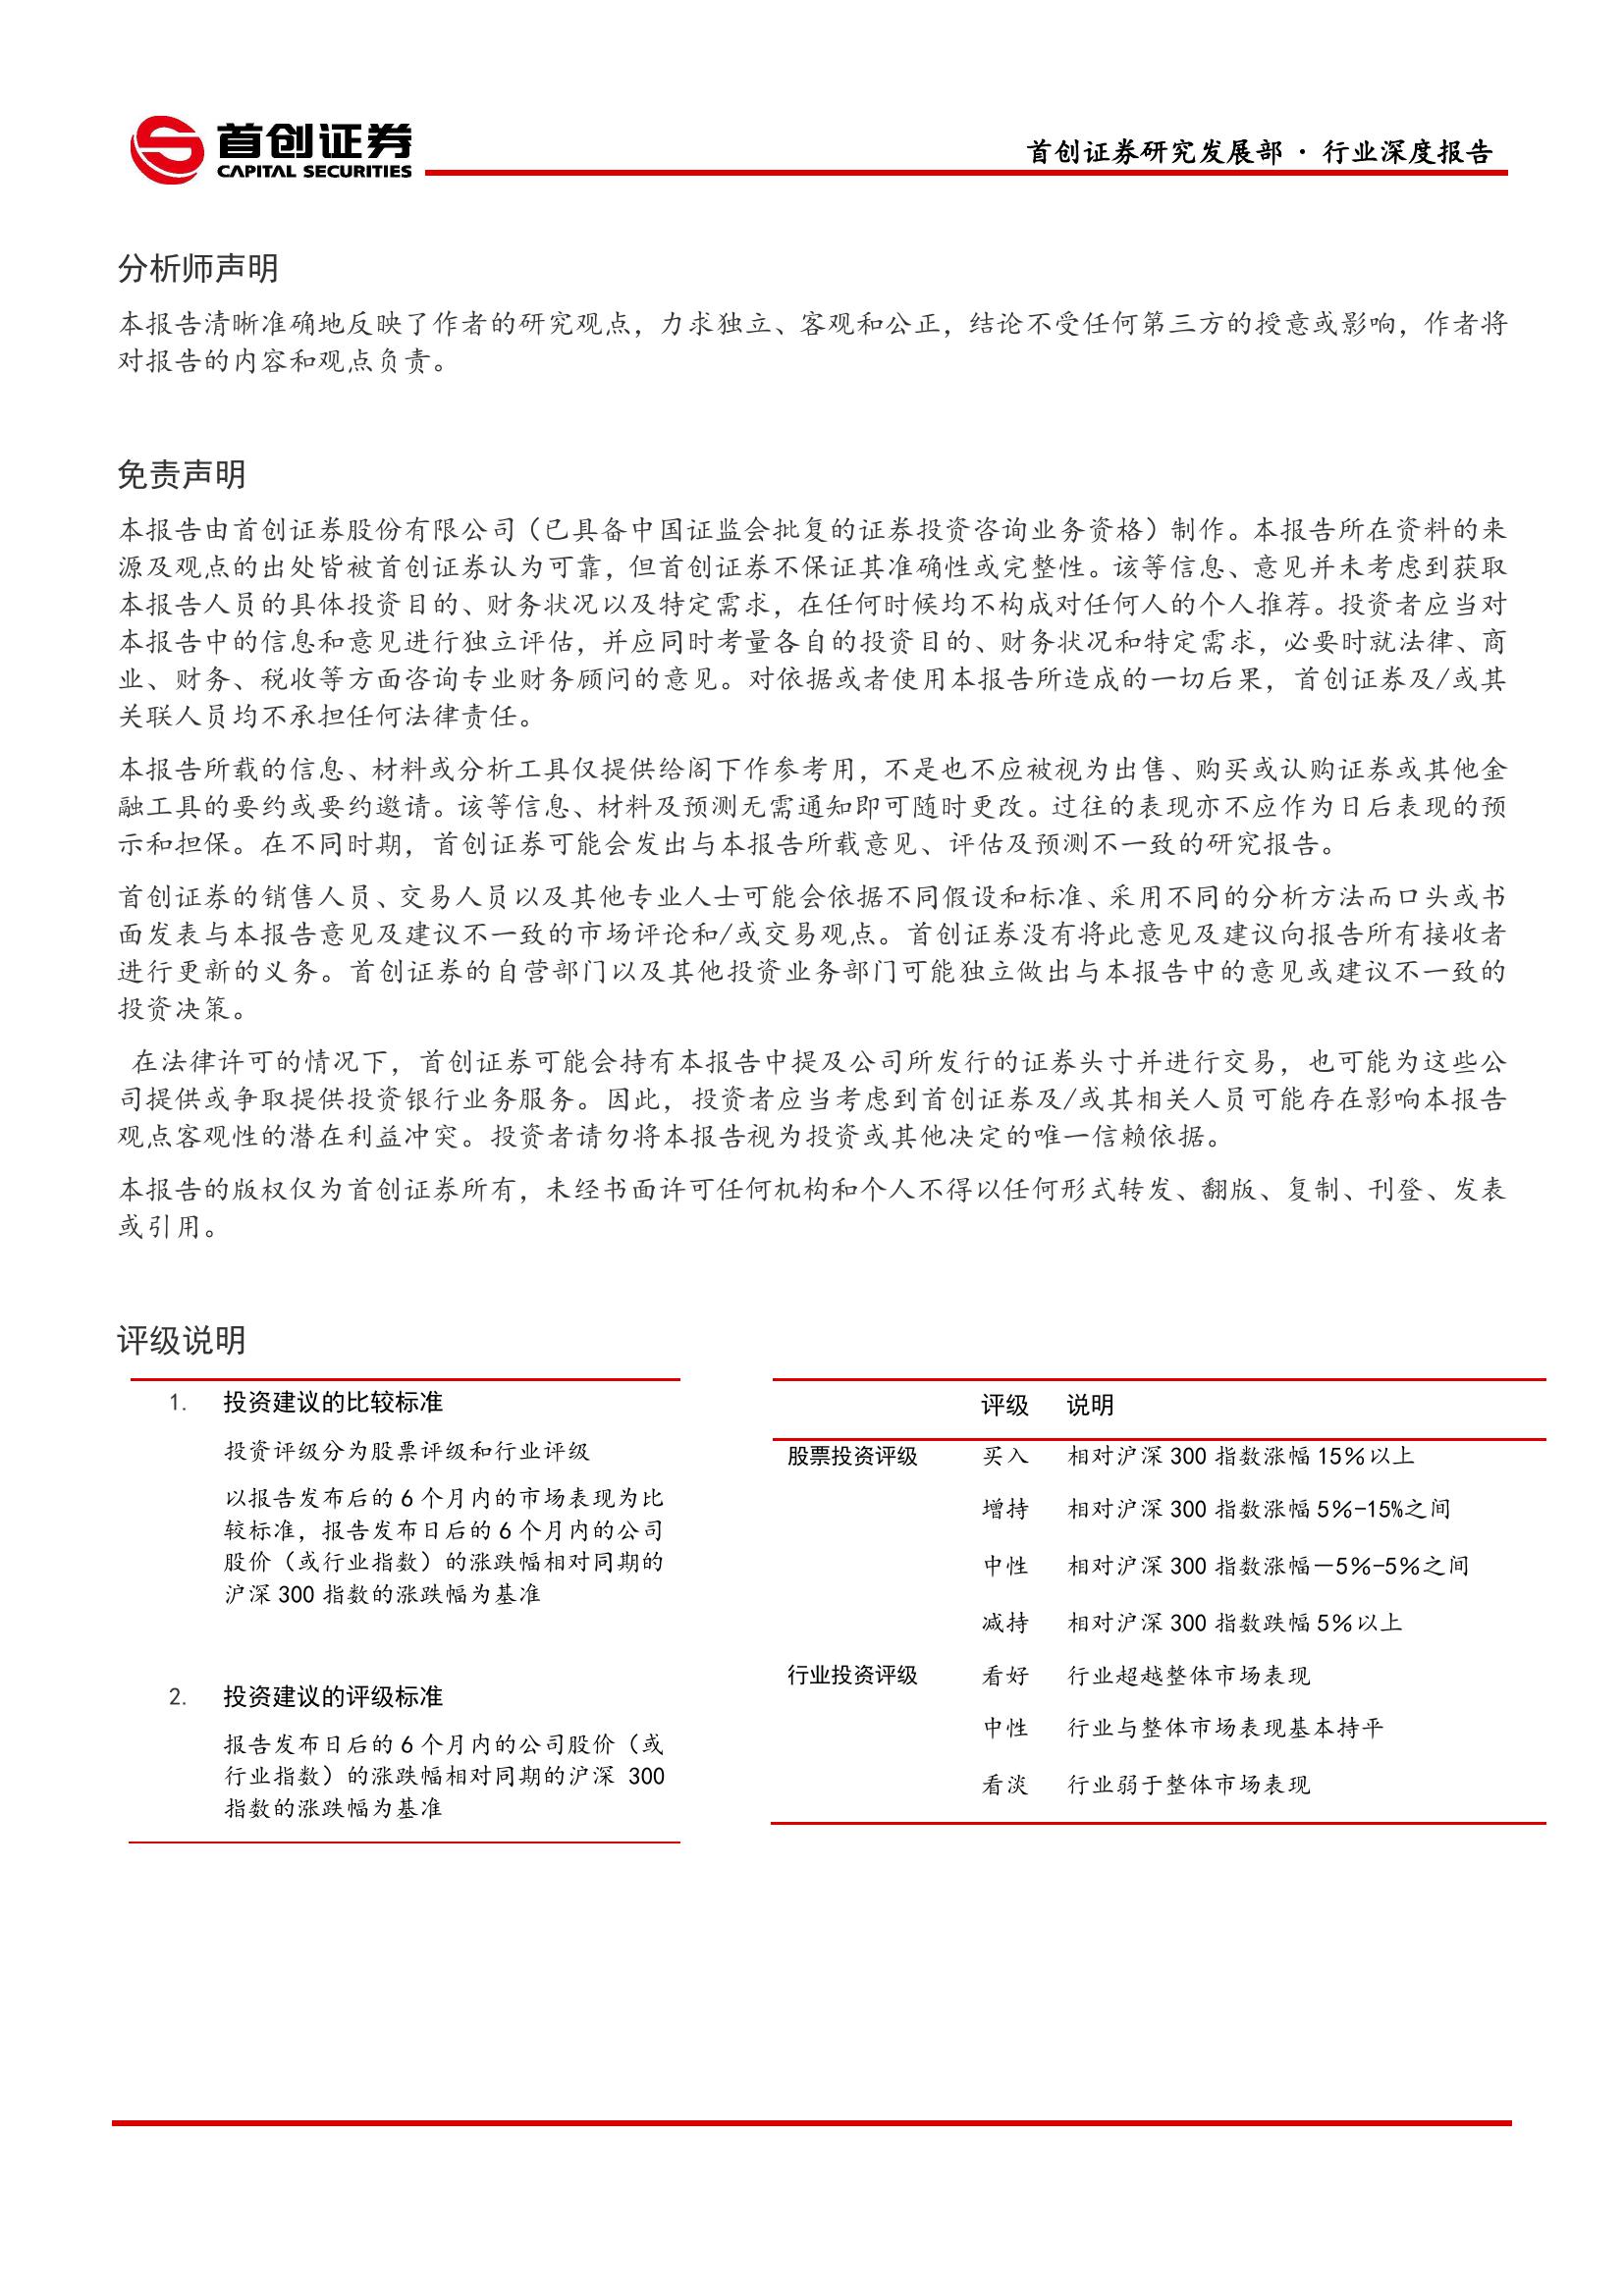 首创证券
CAPITAL SECURITIES
首创证券研究发展部 · 行业深度报告
分析师声明
本报告清晰准确地反映了作者的研究观点，力求独立、客观和公正，结论不受任何第三方的授意或影响，作者将
对报告的内容和观点负责。
免责声明
本报告由首创证券股份有限公司（已具备中国证监会批复的证券投资咨询业务资格）制作。本报告所在资料的来
源及观点的出处皆被首创证券认为可靠，但首创证券不保证其准确性或完整性。该等信息、意见并未考虑到获取
本报告人员的具体投资目的、财务状况以及特定需求，在任何时候均不构成对任何人的个人推荐。投资者应当对
本报告中的信息和意见进行独立评估，并应同时考量各自的投资目的、财务状况和特定需求，必要时就法律、商
业、财务、税收等方面咨询专业财务顾问的意见。对依据或者使用本报告所造成的一切后果，首创证券及/或其
关联人员均不承担任何法律责任。
本报告所载的信息、材料或分析工具仅提供给阁下作参考用，不是也不应被视为出售、购买或认购证券或其他金
融工具的要约或要约邀请。该等信息、材料及预测无需通知即可随时更改。过往的表现亦不应作为日后表现的预
示和担保。在不同时期，首创证券可能会发出与本报告所载意见、评估及预测不一致的研究报告。
首创证券的销售人员、交易人员以及其他专业人士可能会依据不同假设和标准、采用不同的分析方法而口头或书
面发表与本报告意见及建议不一致的市场评论和/或交易观点。首创证券没有将此意见及建议向报告所有接收者
进行更新的义务。首创证券的自营部门以及其他投资业务部门可能独立做出与本报告中的意见或建议不一致的
投资决策。
在法律许可的情况下，首创证券可能会持有本报告中提及公司所发行的证券头寸并进行交易，也可能为这些公
司提供或争取提供投资银行业务服务。因此，投资者应当考虑到首创证券及/或其相关人员可能存在影响本报告
观点客观性的潜在利益冲突。投资者请勿将本报告视为投资或其他决定的唯一信赖依据。
本报告的版权仅为首创证券所有，未经书面许可任何机构和个人不得以任何形式转发、翻版、复制、刊登、发表
或引用。
评级说明
1. 投资建议的比较标准
投资评级分为股票评级和行业评级
以报告发布后的 6 个月内的市场表现为比
较标准，报告发布日后的 6 个月内的公司
股价（或行业指数）的涨跌幅相对同期的
沪深 300 指数的涨跌幅为基准
2. 投资建议的评级标准
报告发布日后的 6 个月内的公司股价（或
行业指数）的涨跌幅相对同期的沪深 300
指数的涨跌幅为基准
评级 说明
股票投资评级 买入 相对沪深 300 指数涨幅 15％以上
增持 相对沪深 300 指数涨幅 5％-15%之间
中性 相对沪深 300 指数涨幅－5％-5％之间
减持 相对沪深 300 指数跌幅 5％以上
行业投资评级 看好 行业超越整体市场表现
中性 行业与整体市场表现基本持平
看淡 行业弱于整体市场表现